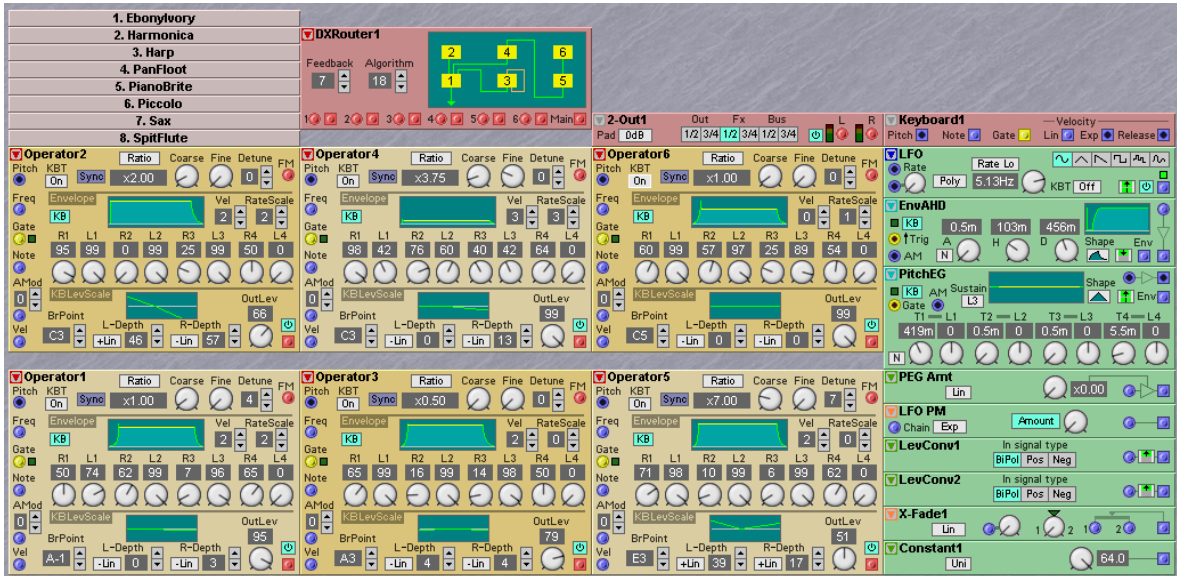 1. EbonyIvory
2. Harmonica
3. Harp
4. PanFloot
5. PianoBrite
6. Piccolo
7. Sax
8. SpitFlute
DXRouter1
Feedback Algorithm
7 18
2 4 6
1 3 5
1 2 3 4 5 6 Main
2-Out1 Out Fx Bus L R
Pad 0dB 1/2 3/4 1/2 3/4 1/2 3/4
Keyboard1 Velocity
Pitch Note Gate Lin Exp Release
Operator2 Ratio Coarse Fine Detune FM
Pitch KBT On Sync x2.00 0
Freq Envelope Vel RateScale
KB 2 2
Gate R1 L1 R2 L2 R3 L3 R4 L4
95 99 0 99 25 99 50 0
Note
AMod KBLevScale OutLev
0 BrPoint L-Depth R-Depth 66
Vel C3 +Lin 46 -Lin 57
Operator4 Ratio Coarse Fine Detune FM
Pitch KBT On Sync x3.75 0
Freq Envelope Vel RateScale
KB 3 3
Gate R1 L1 R2 L2 R3 L3 R4 L4
98 42 76 60 40 42 64 0
Note
AMod KBLevScale OutLev
0 BrPoint L-Depth R-Depth 99
Vel C3 -Lin 0 -Lin 13
Operator6 Ratio Coarse Fine Detune FM
Pitch KBT On Sync x1.00 0
Freq Envelope Vel RateScale
KB 0 1
Gate R1 L1 R2 L2 R3 L3 R4 L4
60 99 57 97 25 89 54 0
Note
AMod KBLevScale OutLev
0 BrPoint L-Depth R-Depth 99
Vel C5 -Lin 0 -Lin 0
LFO
Rate Rate Lo
Poly 5.13Hz KBT Off
EnvAHD
KB 0.5m 103m 456m
Trig A H D Shape Env
AM N
PitchEG
KB AM Sustain Shape
Gate L3 Env
T1 L1 T2 L2 T3 L3 T4 L4
419m 0 0.5m 0 0.5m 0 5.5m 0
N
Operator1 Ratio Coarse Fine Detune FM
Pitch KBT On Sync x1.00 4
Freq Envelope Vel RateScale
KB 2 2
Gate R1 L1 R2 L2 R3 L3 R4 L4
50 74 62 99 7 96 65 0
Note
AMod KBLevScale OutLev
0 BrPoint L-Depth R-Depth 95
Vel A-1 -Lin 0 -Lin 3
Operator3 Ratio Coarse Fine Detune FM
Pitch KBT On Sync x0.50 0
Freq Envelope Vel RateScale
KB 2 2
Gate R1 L1 R2 L2 R3 L3 R4 L4
65 99 16 99 14 98 50 0
Note
AMod KBLevScale OutLev
0 BrPoint L-Depth R-Depth 79
Vel A3 -Lin 4 -Lin 4
Operator5 Ratio Coarse Fine Detune FM
Pitch KBT On Sync x7.00 7
Freq Envelope Vel RateScale
KB 2 0
Gate R1 L1 R2 L2 R3 L3 R4 L4
71 98 10 99 6 99 62 0
Note
AMod KBLevScale OutLev
0 BrPoint L-Depth R-Depth 51
Vel E3 +Lin 39 +Lin 17
PEG Amt
Lin x0.00
LFO PM
Chain Exp Amount
LevConv1 In signal type
BiPol Pos Neg
LevConv2 In signal type
BiPol Pos Neg
X-Fade1
Lin 1 2 1 2
Constant1
Uni 64.0